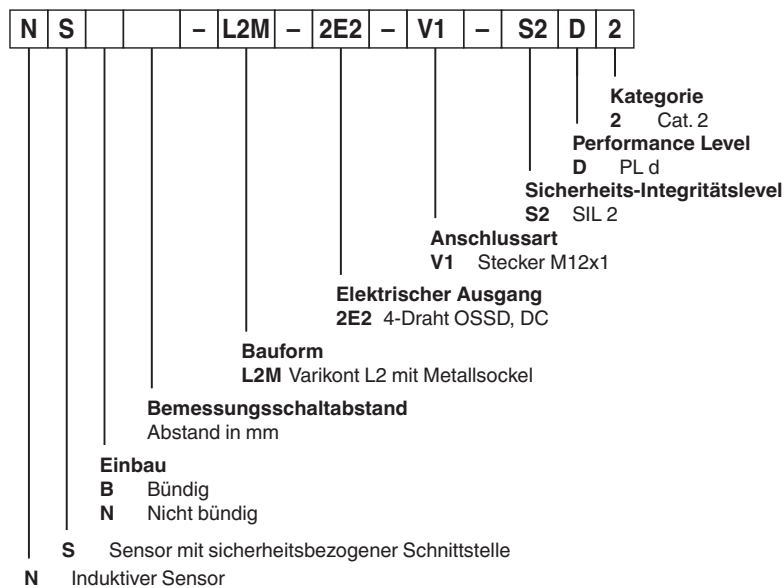 N S – L2M – 2E2 – V1 – S2 D 2
Kategorie
2 Cat. 2
Performance Level
D PL d
Sicherheits-Integritätslevel
S2 SIL 2
Anschlussart
V1 Stecker M12x1
Elektrischer Ausgang
2E2 4-Draht OSSD, DC
Bauform
L2M Varikont L2 mit Metallsockel
Bemessungsschaltabstand
Abstand in mm
Einbau
B Bündig
N Nicht bündig
S Sensor mit sicherheitsbezogener Schnittstelle
N Induktiver Sensor